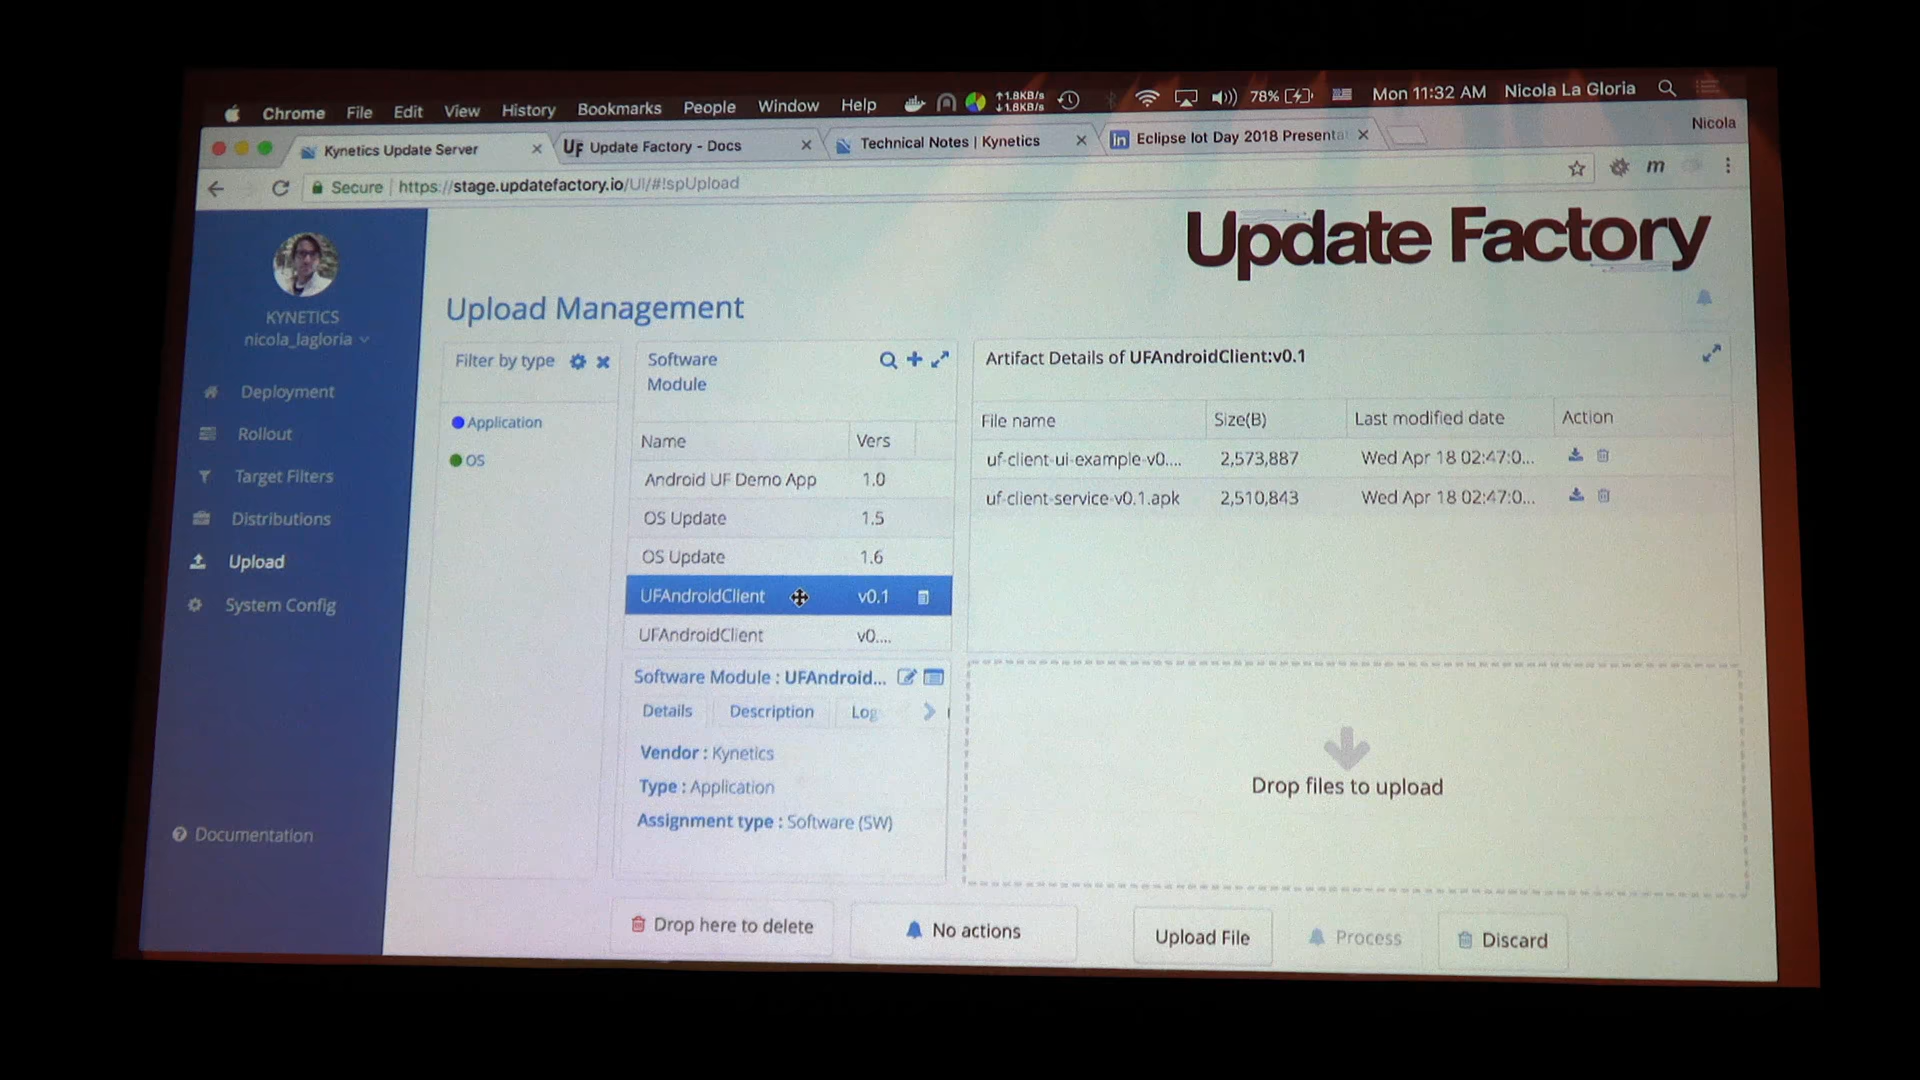 Chrome File Edit View History Bookmarks People Window Help ↑1.8KB/s ↓1.8KB/s 78% Mon 11:32 AM Nicola La Gloria
Kynetics Update Server UF Update Factory - Docs Technical Notes | Kynetics in Eclipse Iot Day 2018 Presenta Nicola
Secure | https://stage.updatefactory.io/UI/#!spUpload m
Update Factory
KYNETICS
nicola_lagloria
Deployment
Rollout
Target Filters
Distributions
Upload
System Config
Documentation
Upload Management
Filter by type
Application
OS
Software
Module
Name Vers
Android UF Demo App 1.0
OS Update 1.5
OS Update 1.6
UFAndroidClient v0.1
UFAndroidClient v0....
Software Module : UFAndroid...
Details Description Log
Vendor : Kynetics
Type : Application
Assignment type : Software (SW)
Artifact Details of UFAndroidClient:v0.1
File name Size(B) Last modified date Action
uf-client-ui-example-v0.... 2,573,887 Wed Apr 18 02:47:0...
uf-client-service-v0.1.apk 2,510,843 Wed Apr 18 02:47:0...
Drop files to upload
Drop here to delete No actions Upload File Process Discard